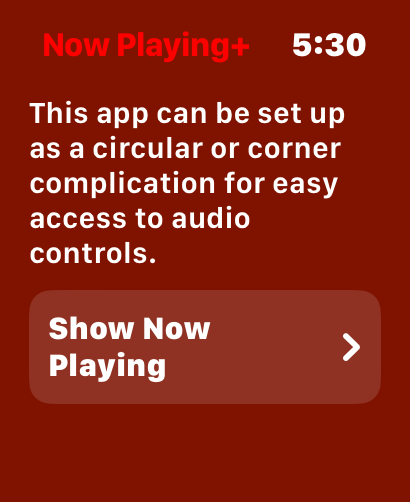 Now Playing+ 5:30
This app can be set up
as a circular or corner
complication for easy
access to audio
controls.
Show Now
Playing